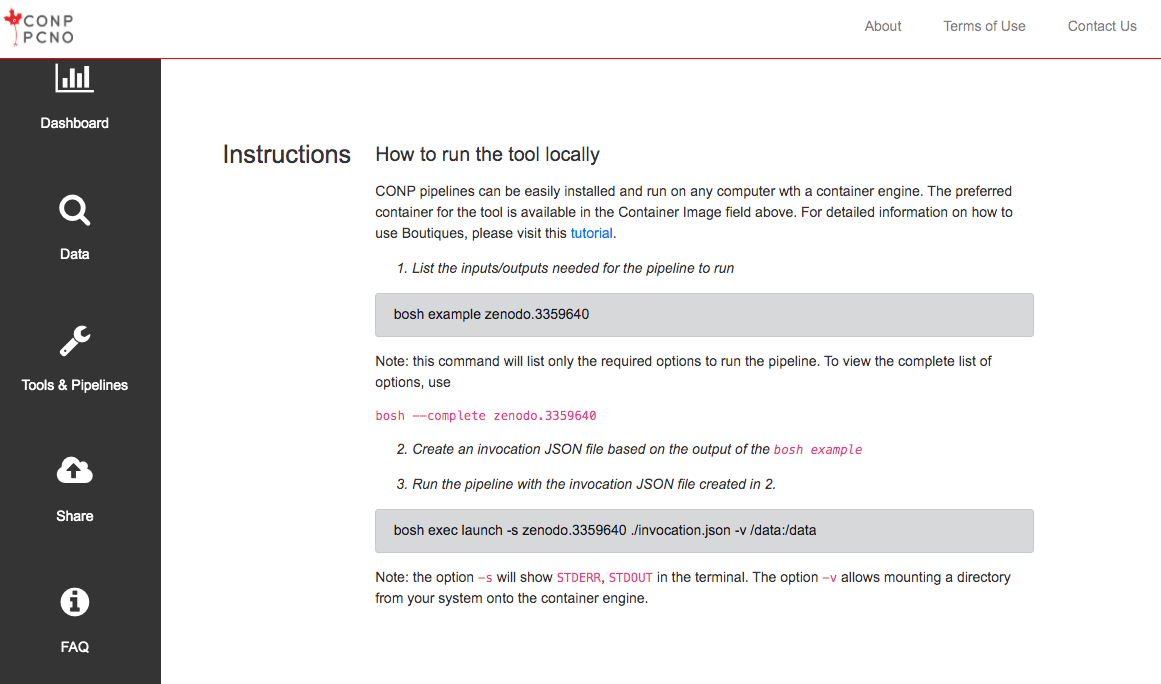 CONP
PCNO
About
Terms of Use
Contact Us
Dashboard
Data
Tools & Pipelines
Share
FAQ
Instructions
How to run the tool locally
CONP pipelines can be easily installed and run on any computer wth a container engine. The preferred
container for the tool is available in the Container Image field above. For detailed information on how to
use Boutiques, please visit this tutorial.
1. List the inputs/outputs needed for the pipeline to run
bosh example zenodo.3359640
Note: this command will list only the required options to run the pipeline. To view the complete list of
options, use
bosh --complete zenodo.3359640
2. Create an invocation JSON file based on the output of the bosh example
3. Run the pipeline with the invocation JSON file created in 2.
bosh exec launch -s zenodo.3359640 ./invocation.json -v /data:/data
Note: the option -s will show STDERR, STDOUT in the terminal. The option -v allows mounting a directory
from your system onto the container engine.